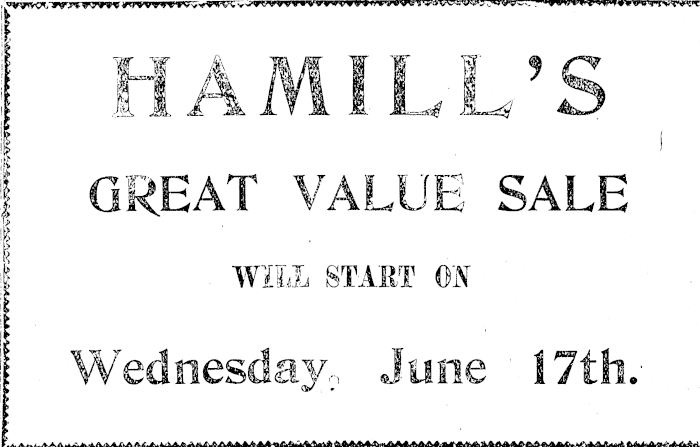 HAMILL'S
GREAT VALUE SALE
WILL START ON
Wednesday, June 17th.